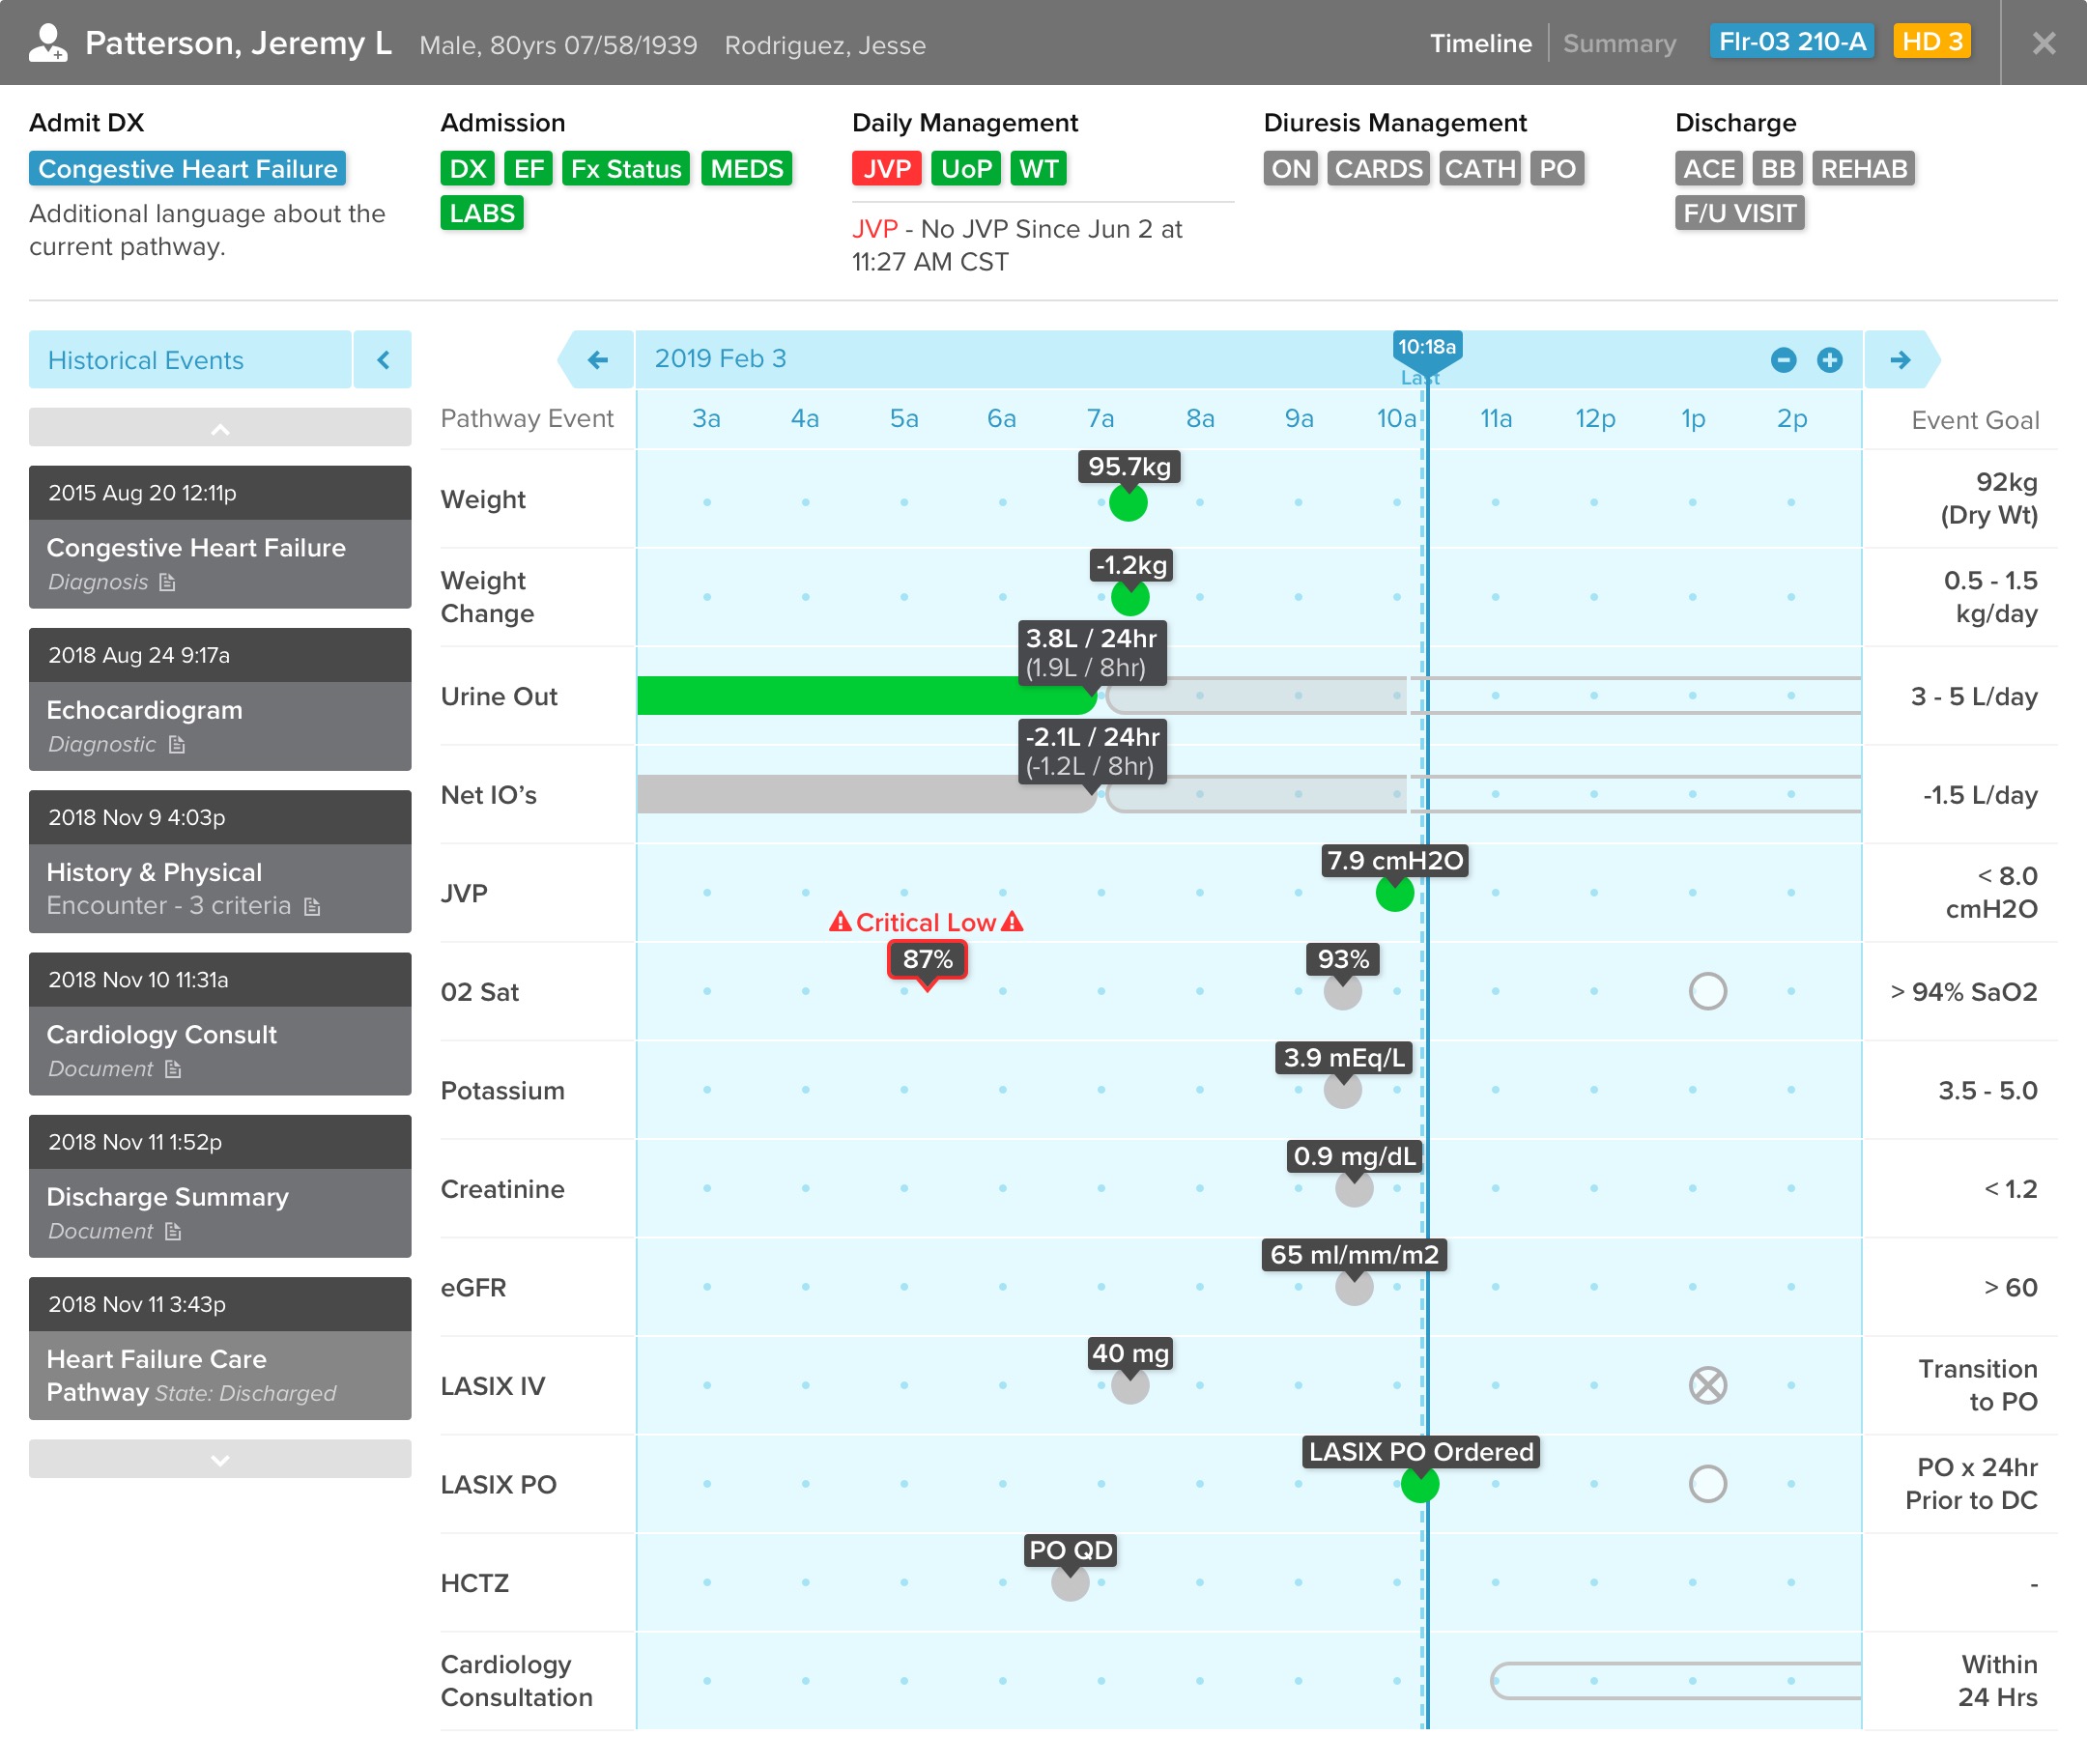 Patterson, Jeremy L Male, 80yrs 07/58/1939 Rodriguez, Jesse Timeline Summary Flr-03 210-A HD 3
Admit DX
Congestive Heart Failure
Additional language about the
current pathway.
Admission
DX EF Fx Status MEDS
LABS
Daily Management
JVP UoP WT
JVP - No JVP Since Jun 2 at
11:27 AM CST
Diuresis Management
ON CARDS CATH PO
Discharge
ACE BB REHAB
F/U VISIT
Historical Events
2015 Aug 20 12:11p
Congestive Heart Failure
Diagnosis
2018 Aug 24 9:17a
Echocardiogram
Diagnostic
2018 Nov 9 4:03p
History & Physical
Encounter - 3 criteria
2018 Nov 10 11:31a
Cardiology Consult
Document
2018 Nov 11 1:52p
Discharge Summary
Document
2018 Nov 11 3:43p
Heart Failure Care
Pathway State: Discharged
2019 Feb 3 10:18a
Last
Pathway Event 3a 4a 5a 6a 7a 8a 9a 10a 11a 12p 1p 2p Event Goal
Weight 95.7kg 92kg
(Dry Wt)
Weight
Change -1.2kg 0.5 - 1.5
kg/day
Urine Out 3.8L / 24hr
(1.9L / 8hr) 3 - 5 L/day
Net IO’s -2.1L / 24hr
(-1.2L / 8hr) -1.5 L/day
JVP 7.9 cmH2O < 8.0
cmH2O
Critical Low
02 Sat 87% 93% > 94% SaO2
Potassium 3.9 mEq/L 3.5 - 5.0
Creatinine 0.9 mg/dL < 1.2
eGFR 65 ml/mm/m2 > 60
LASIX IV 40 mg Transition
to PO
LASIX PO LASIX PO Ordered PO x 24hr
Prior to DC
HCTZ PO QD -
Cardiology
Consultation Within
24 Hrs